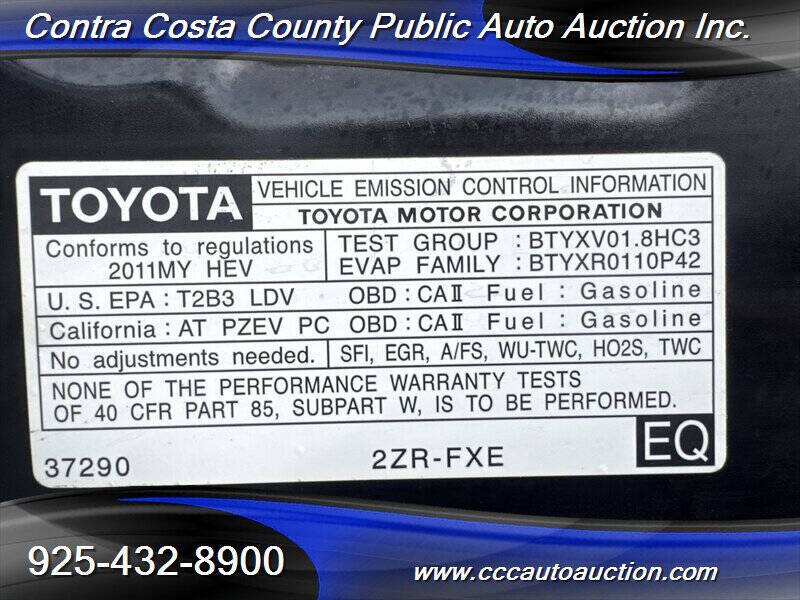 Contra Costa County Public Auto Auction Inc.
TOYOTA
VEHICLE EMISSION CONTROL INFORMATION
TOYOTA MOTOR CORPORATION
Conforms to regulations
2011MY HEV
TEST GROUP : BTYXV01.8HC3
EVAP FAMILY : BTYXR0110P42
U.S. EPA : T2B3 LDV OBD : CAII Fuel : Gasoline
California : AT PZEV PC OBD : CAII Fuel : Gasoline
No adjustments needed. SFI, EGR, A/FS, WU-TWC, HO2S, TWC
NONE OF THE PERFORMANCE WARRANTY TESTS
OF 40 CFR PART 85, SUBPART W, IS TO BE PERFORMED.
37290 2ZR-FXE EQ
925-432-8900
www.cccautoauction.com